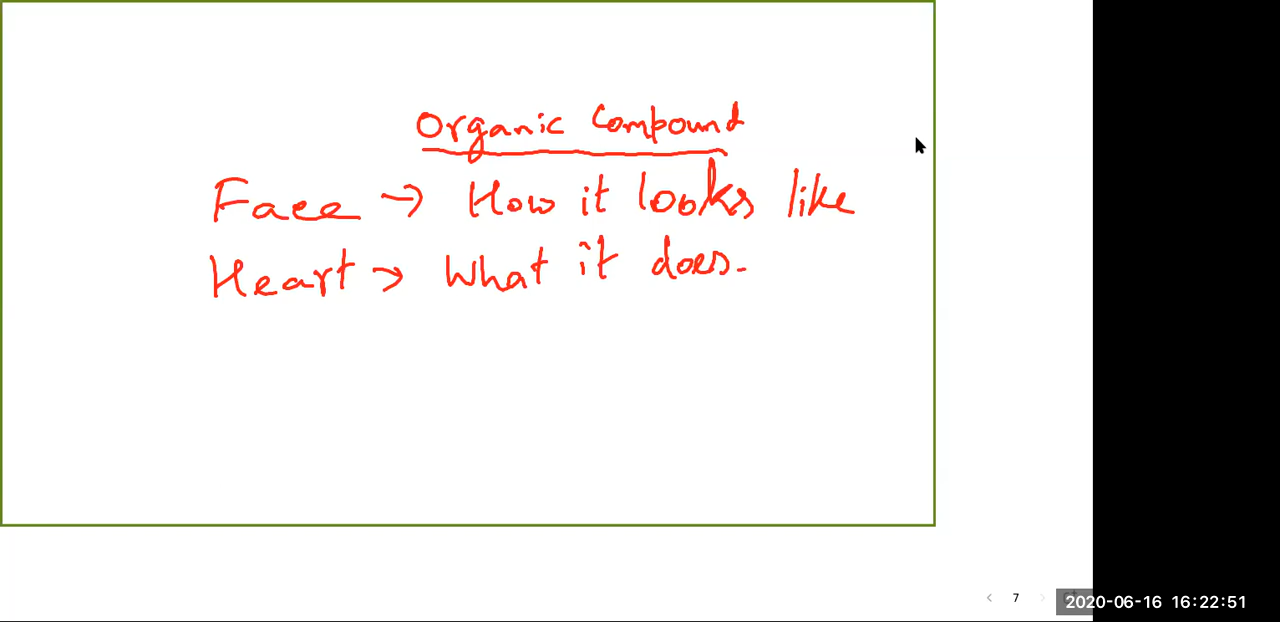 Organic Compound
Face → How it looks like
Heart → What it does.
< 7 >
2020-06-16 16:22:51